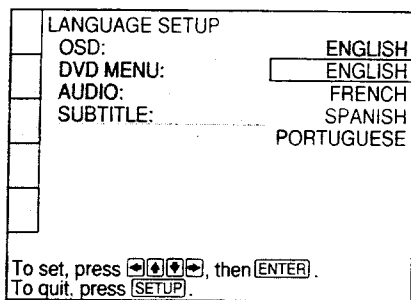 LANGUAGE SETUP
OSD: ENGLISH
DVD MENU: ENGLISH
AUDIO: FRENCH
SUBTITLE: SPANISH
PORTUGUESE
To set, press ←↑↓→, then ENTER.
To quit, press SETUP.